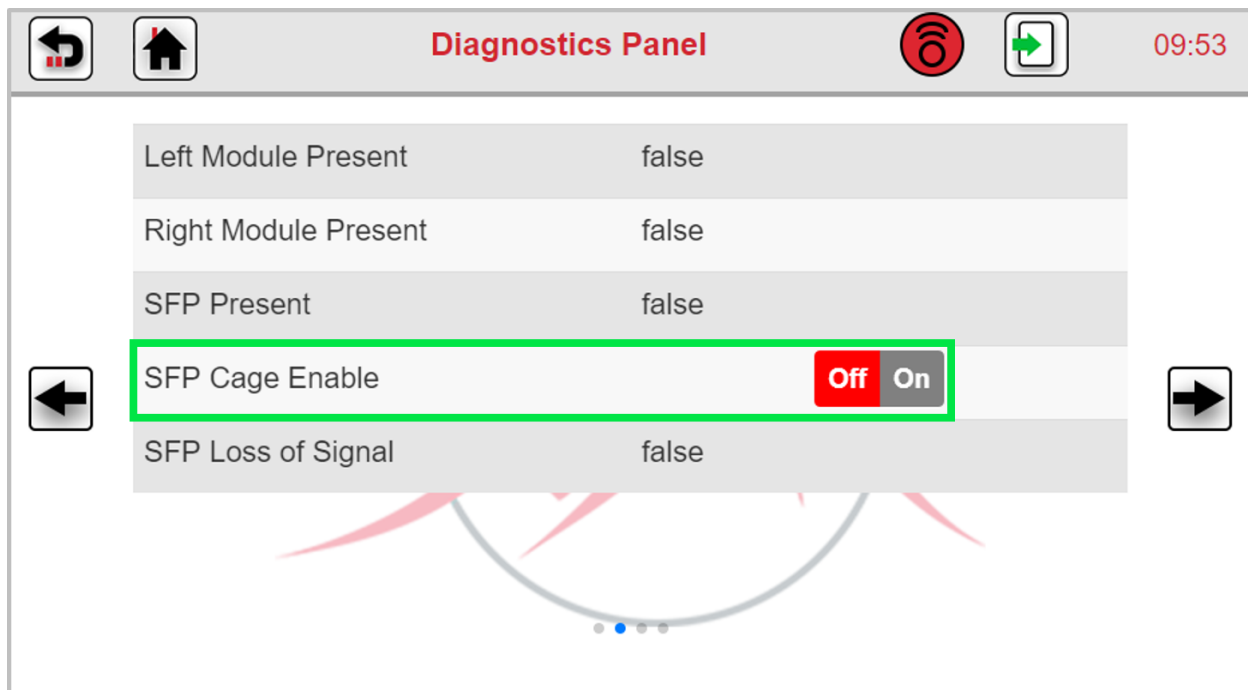 Diagnostics Panel 09:53
Left Module Present false
Right Module Present false
SFP Present false
SFP Cage Enable Off On
SFP Loss of Signal false